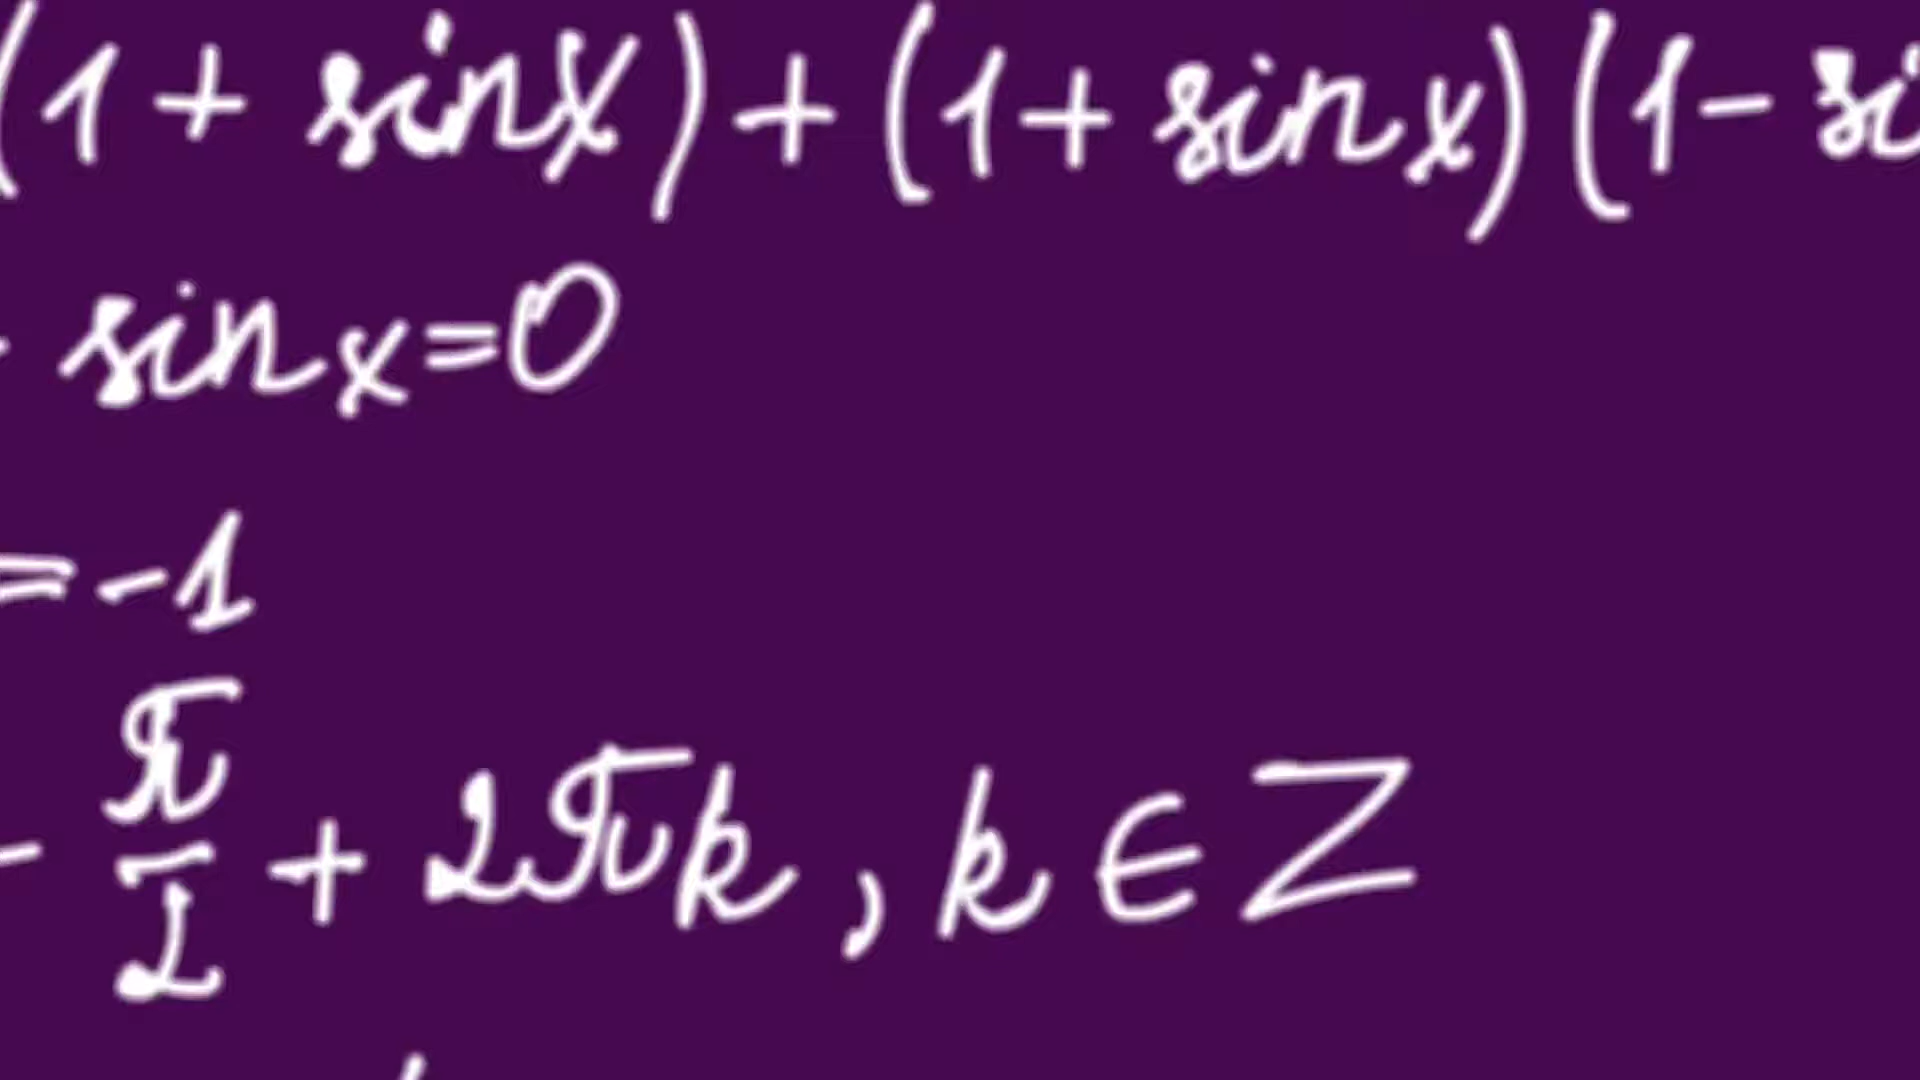 (1 + sinx) + (1 + sin x) (1 - si
- sin x = 0
= -1
- π/2 + 2πk, k ∈ Z